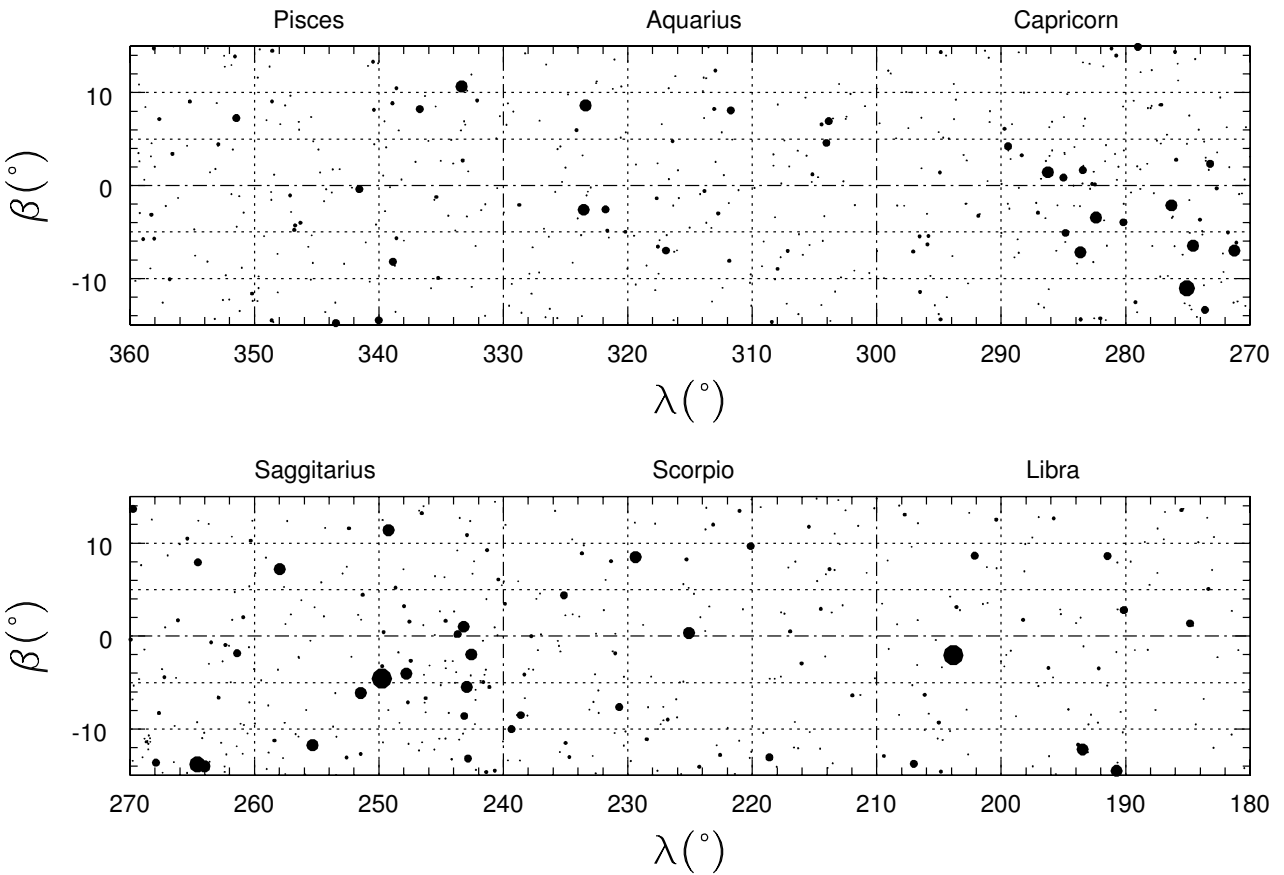 Pisces Aquarius Capricorn
10
0
-10
β(°)
360 350 340 330 320 310 300 290 280 270
λ(°)
Saggitarius Scorpio Libra
10
0
-10
β(°)
270 260 250 240 230 220 210 200 190 180
λ(°)